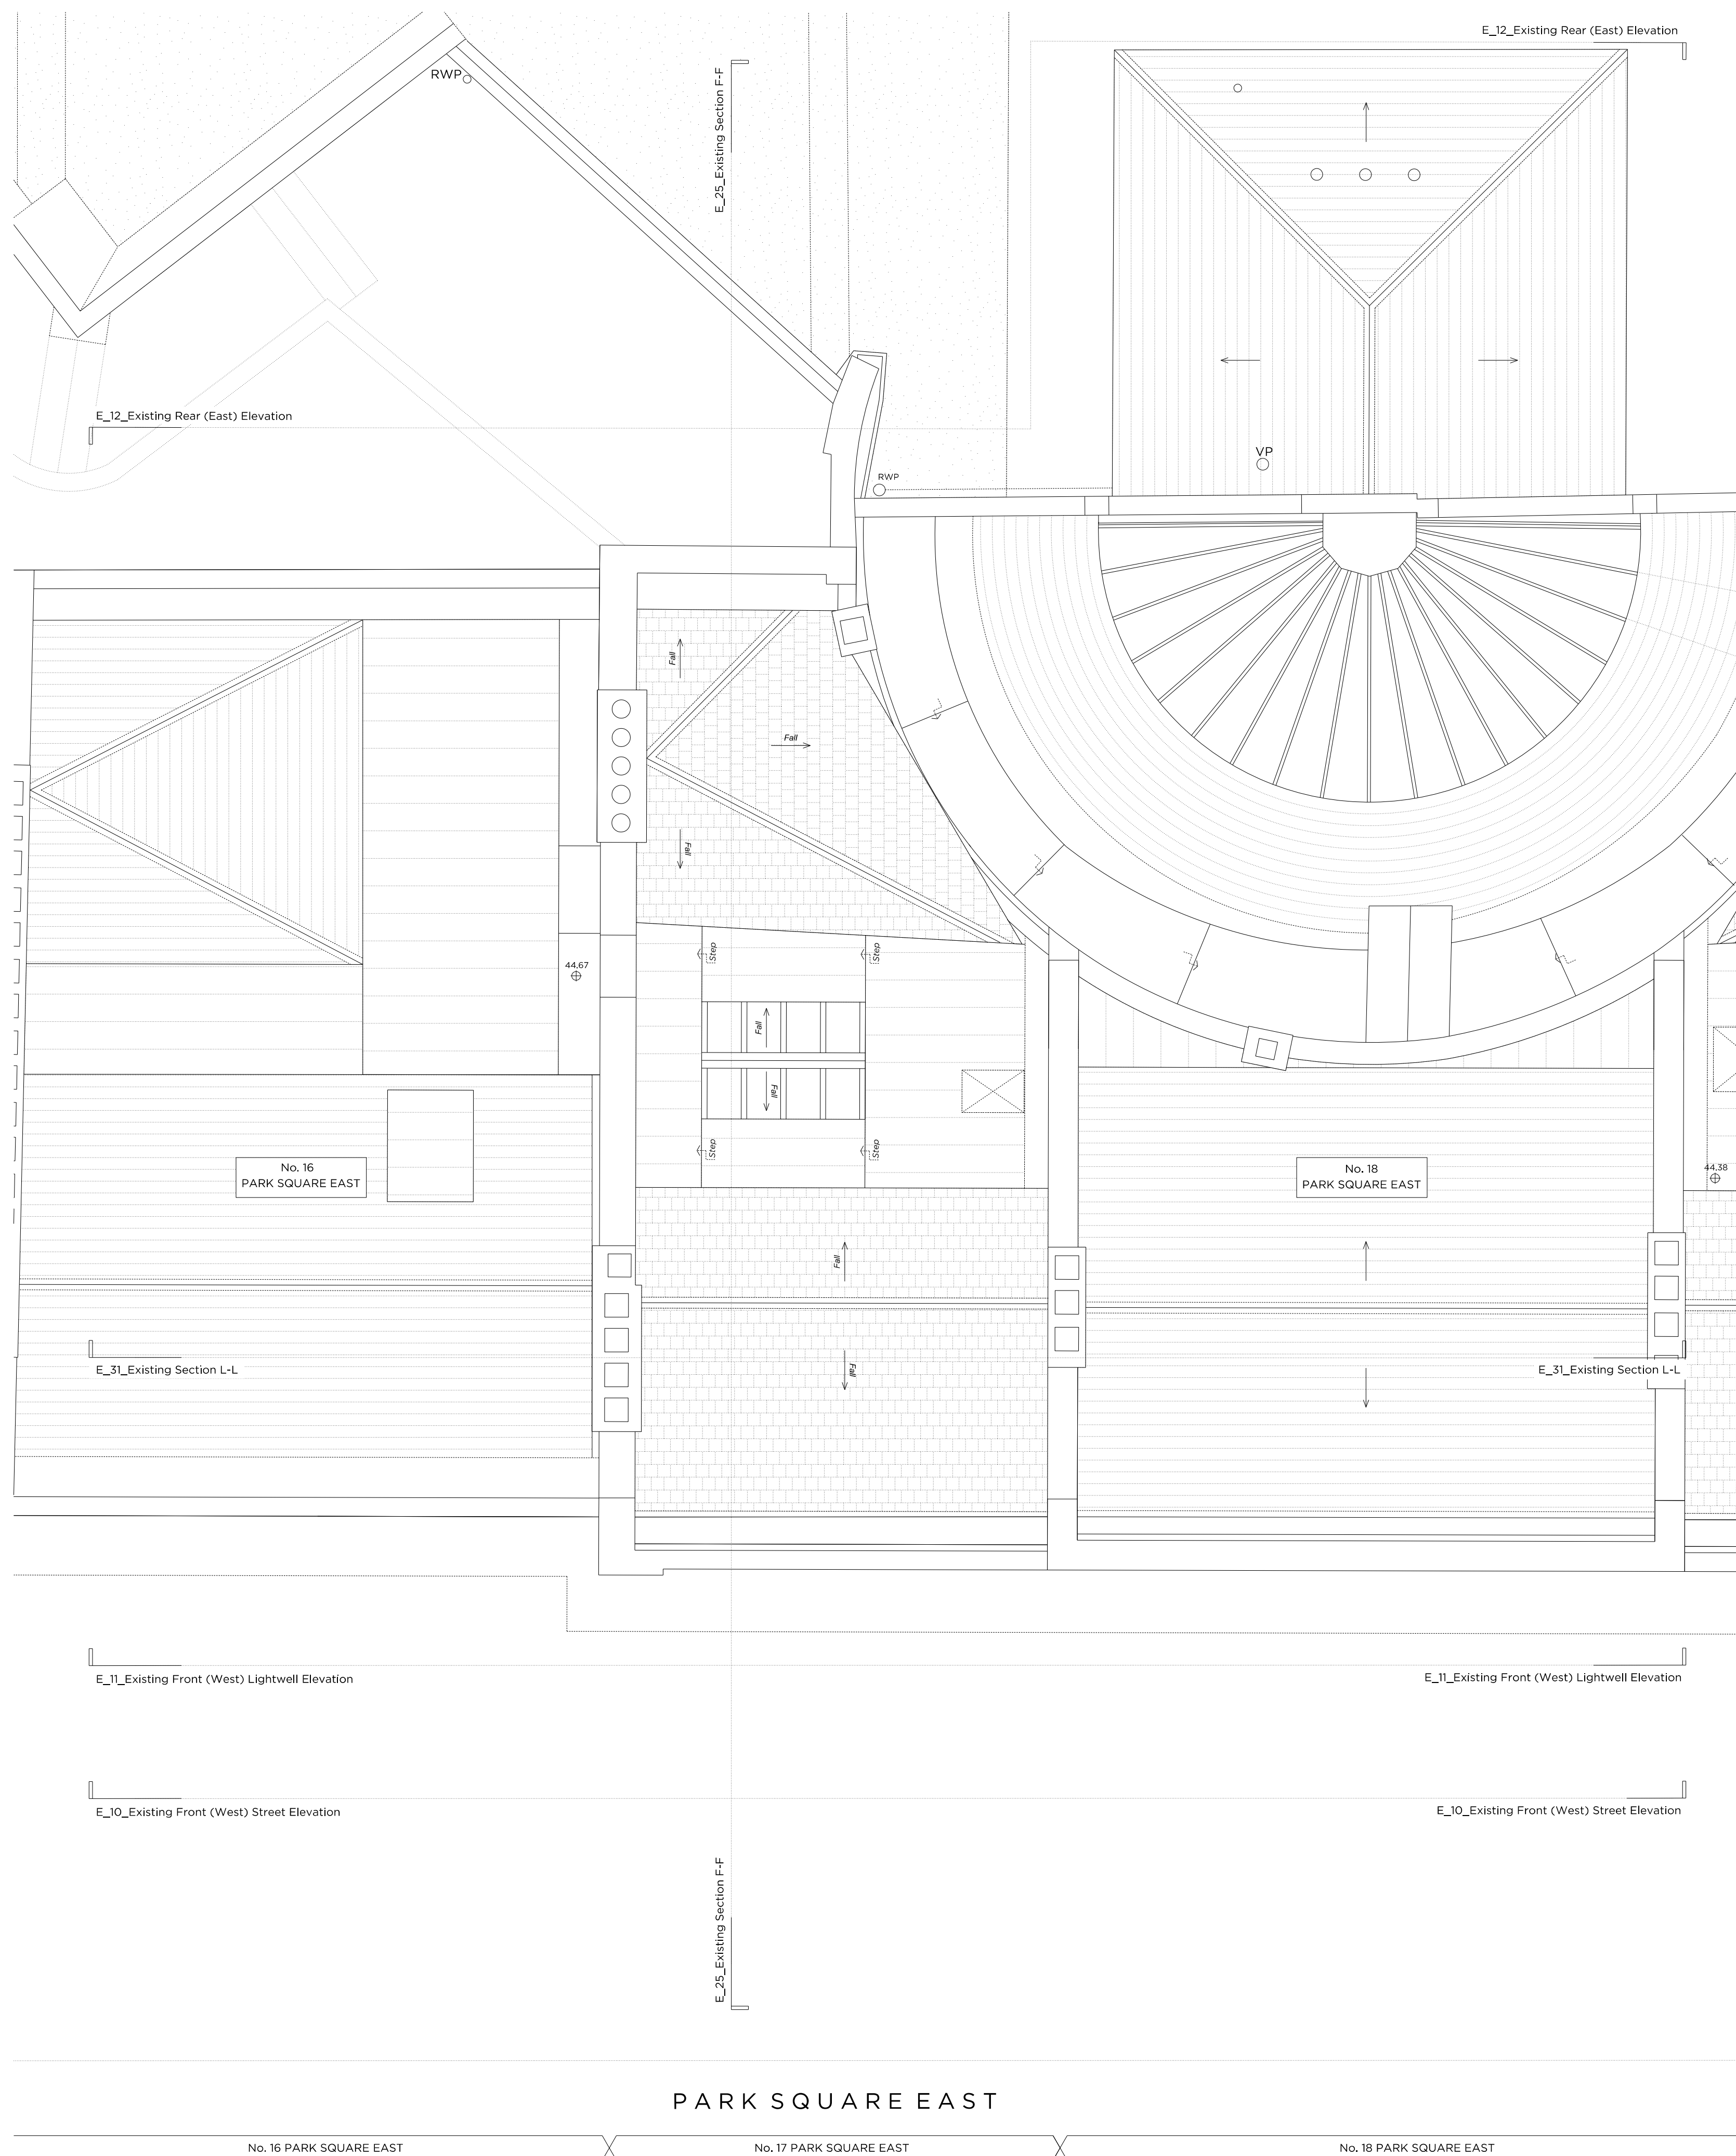 E_12_Existing Rear (East) Elevation
RWP
E_25_Existing Section F-F
E_12_Existing Rear (East) Elevation
VP
RWP
Fall
Fall
Fall
44,67
Step
Step
Fall
Fall
Step
Step
No. 16
PARK SQUARE EAST
No. 18
PARK SQUARE EAST
44,38
Fall
Fall
E_31_Existing Section L-L
E_31_Existing Section L-L
E_11_Existing Front (West) Lightwell Elevation
E_11_Existing Front (West) Lightwell Elevation
E_10_Existing Front (West) Street Elevation
E_10_Existing Front (West) Street Elevation
E_25_Existing Section F-F
PARK SQUARE EAST
No. 16 PARK SQUARE EAST
No. 17 PARK SQUARE EAST
No. 18 PARK SQUARE EAST